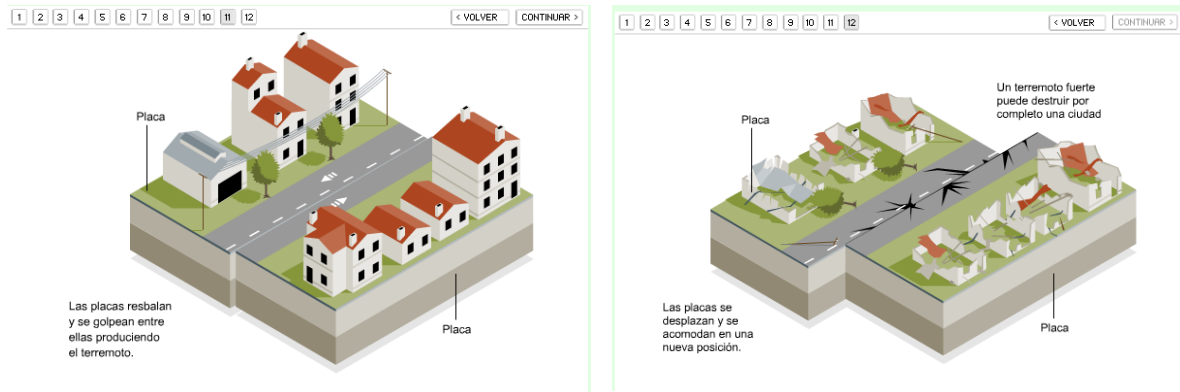 1 2 3 4 5 6 7 8 9 10 11 12 < VOLVER CONTINUAR >
Placa
Las placas resbalan
y se golpean entre
ellas produciendo
el terremoto.
Placa
1 2 3 4 5 6 7 8 9 10 11 12 < VOLVER CONTINUAR >
Un terremoto fuerte
puede destruir por
completo una ciudad
Placa
Las placas se
desplazan y se
acomodan en una
nueva posición.
Placa